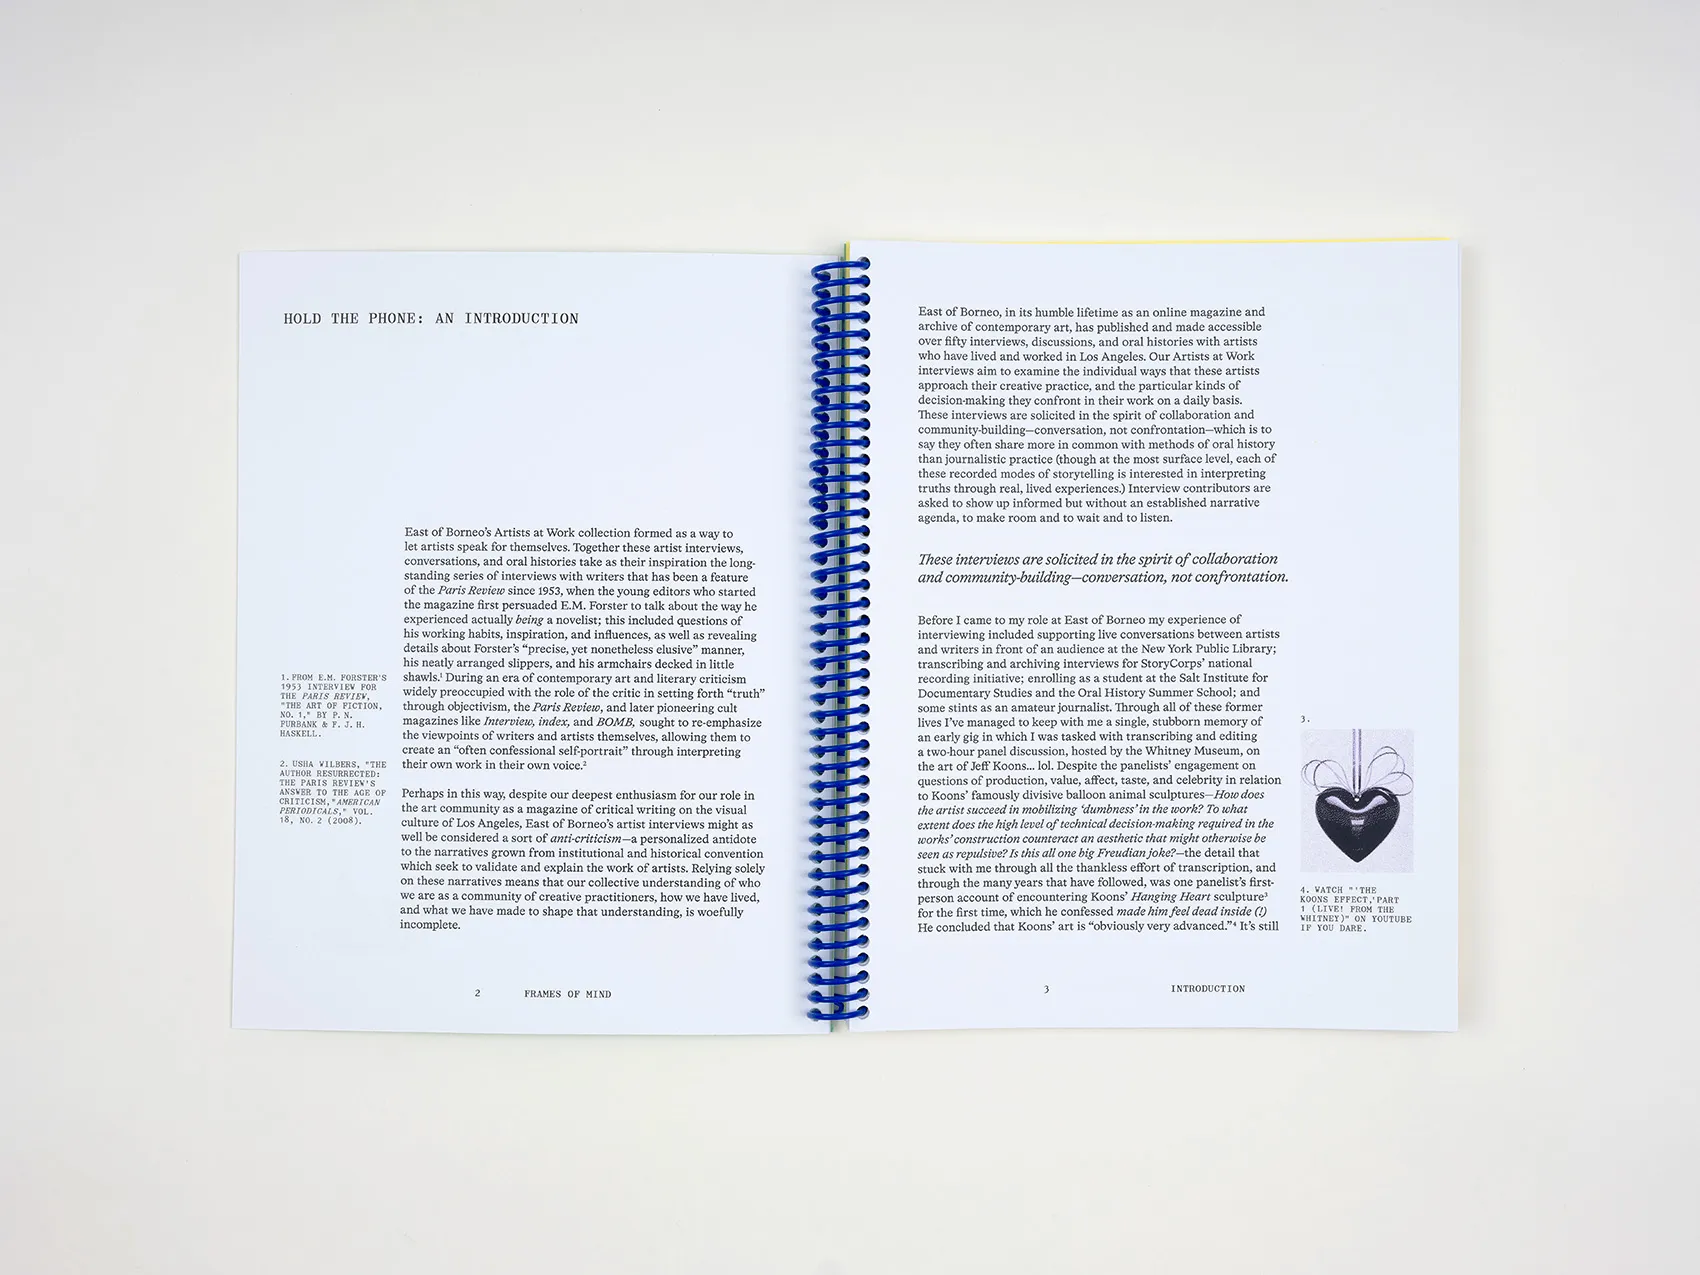 HOLD THE PHONE: AN INTRODUCTION
East of Borneo's Artists at Work collection formed as a way to
let artists speak for themselves. Together these artist interviews,
conversations, and oral histories take as their inspiration the long-
standing series of interviews with writers that has been a feature
of the Paris Review since 1953, when the young editors who started
the magazine first persuaded E.M. Forster to talk about the way he
experienced actually being a novelist; this included questions of
his working habits, inspiration, and influences, as well as revealing
details about Forster's “precise, yet nonetheless elusive” manner,
his neatly arranged slippers, and his armchairs decked in little
shawls.¹ During an era of contemporary art and literary criticism
widely preoccupied with the role of the critic in setting forth “truth”
through objectivism, the Paris Review, and later pioneering cult
magazines like Interview, index, and BOMB, sought to re-emphasize
the viewpoints of writers and artists themselves, allowing them to
create an “often confessional self-portrait” through interpreting
their own work in their own voice.²
Perhaps in this way, despite our deepest enthusiasm for our role in
the art community as a magazine of critical writing on the visual
culture of Los Angeles, East of Borneo's artist interviews might as
well be considered a sort of anti-criticism—a personalized antidote
to the narratives grown from institutional and historical convention
which seek to validate and explain the work of artists. Relying solely
on these narratives means that our collective understanding of who
we are as a community of creative practitioners, how we have lived,
and what we have made to shape that understanding, is woefully
incomplete.
1. FROM E.M. FORSTER'S
1953 INTERVIEW FOR
THE PARIS REVIEW,
"THE ART OF FICTION,
NO. 1," BY P. N.
FURBANK & F. J. H.
HASKELL.
2. USHA WILBERS, "THE
AUTHOR RESURRECTED:
THE PARIS REVIEW'S
ANSWER TO THE AGE OF
CRITICISM," AMERICAN
PERIODICALS," VOL.
18, NO. 2 (2008).
2 FRAMES OF MIND
East of Borneo, in its humble lifetime as an online magazine and
archive of contemporary art, has published and made accessible
over fifty interviews, discussions, and oral histories with artists
who have lived and worked in Los Angeles. Our Artists at Work
interviews aim to examine the individual ways that these artists
approach their creative practice, and the particular kinds of
decision-making they confront in their work on a daily basis.
These interviews are solicited in the spirit of collaboration and
community-building—conversation, not confrontation—which is to
say they often share more in common with methods of oral history
than journalistic practice (though at the most surface level, each of
these recorded modes of storytelling is interested in interpreting
truths through real, lived experiences.) Interview contributors are
asked to show up informed but without an established narrative
agenda, to make room and to wait and to listen.
These interviews are solicited in the spirit of collaboration
and community-building—conversation, not confrontation.
Before I came to my role at East of Borneo my experience of
interviewing included supporting live conversations between artists
and writers in front of an audience at the New York Public Library;
transcribing and archiving interviews for StoryCorps' national
recording initiative; enrolling as a student at the Salt Institute for
Documentary Studies and the Oral History Summer School; and
some stints as an amateur journalist. Through all of these former
lives I've managed to keep with me a single, stubborn memory of
an early gig in which I was tasked with transcribing and editing
a two-hour panel discussion, hosted by the Whitney Museum, on
the art of Jeff Koons... lol. Despite the panelists' engagement on
questions of production, value, affect, taste, and celebrity in relation
to Koons' famously divisive balloon animal sculptures—How does
the artist succeed in mobilizing ‘dumbness’ in the work? To what
extent does the high level of technical decision-making required in the
works' construction counteract an aesthetic that might otherwise be
seen as repulsive? Is this all one big Freudian joke?—the detail that
stuck with me through all the thankless effort of transcription, and
through the many years that have followed, was one panelist's first-
person account of encountering Koons' Hanging Heart sculpture³
for the first time, which he confessed made him feel dead inside (!)
He concluded that Koons' art is “obviously very advanced.”⁴ It's still
3.
4. WATCH "'THE
KOONS EFFECT,'PART
1 (LIVE! FROM THE
WHITNEY)" ON YOUTUBE
IF YOU DARE.
3 INTRODUCTION